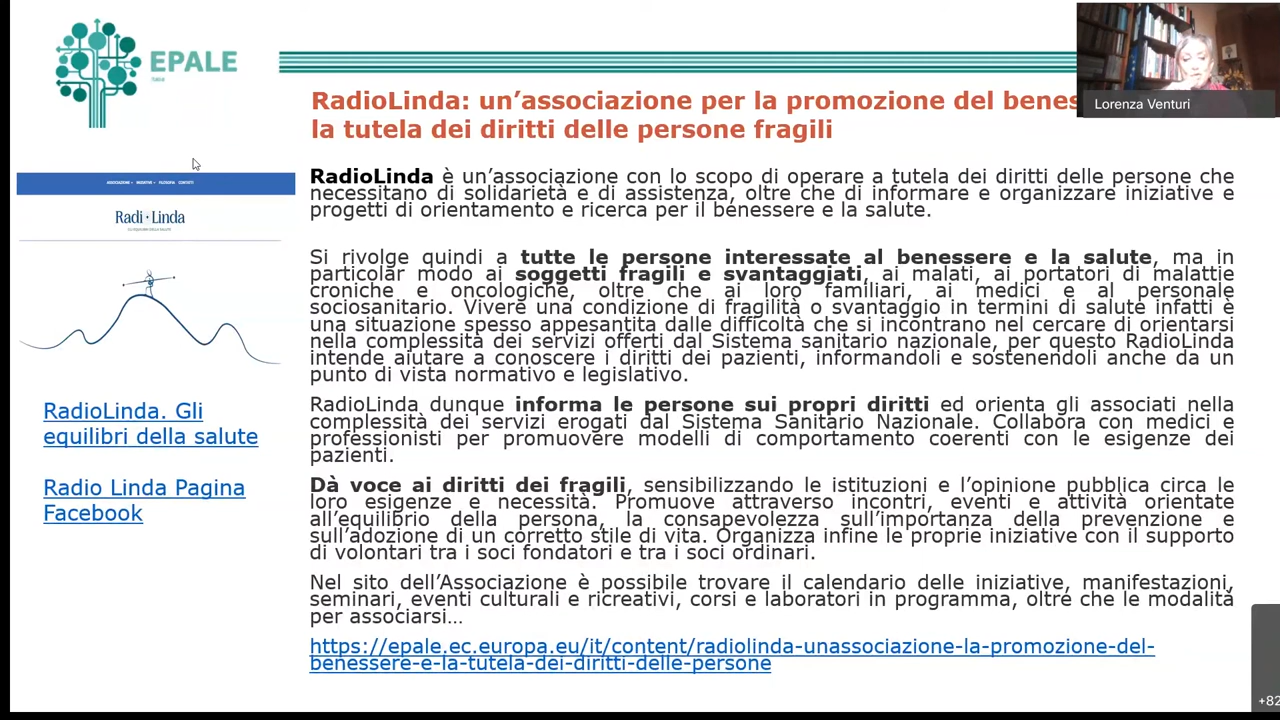 EPALE
Italia
RadioLinda: un’associazione per la promozione del benes
la tutela dei diritti delle persone fragili
Lorenza Venturi
RadioLinda è un’associazione con lo scopo di operare a tutela dei diritti delle persone che
necessitano di solidarietà e di assistenza, oltre che di informare e organizzare iniziative e
progetti di orientamento e ricerca per il benessere e la salute.
ASSOCIAZIONE INIZIATIVE FILOSOFIA CONTATTI
Radi·Linda
GLI EQUILIBRI DELLA SALUTE
Si rivolge quindi a tutte le persone interessate al benessere e la salute, ma in
particolar modo ai soggetti fragili e svantaggiati, ai malati, ai portatori di malattie
croniche e oncologiche, oltre che ai loro familiari, ai medici e al personale
sociosanitario. Vivere una condizione di fragilità o svantaggio in termini di salute infatti è
una situazione spesso appesantita dalle difficoltà che si incontrano nel cercare di orientarsi
nella complessità dei servizi offerti dal Sistema sanitario nazionale, per questo RadioLinda
intende aiutare a conoscere i diritti dei pazienti, informandoli e sostenendoli anche da un
punto di vista normativo e legislativo.
RadioLinda. Gli
equilibri della salute
Radio Linda Pagina
Facebook
RadioLinda dunque informa le persone sui propri diritti ed orienta gli associati nella
complessità dei servizi erogati dal Sistema Sanitario Nazionale. Collabora con medici e
professionisti per promuovere modelli di comportamento coerenti con le esigenze dei
pazienti.
Dà voce ai diritti dei fragili, sensibilizzando le istituzioni e l’opinione pubblica circa le
loro esigenze e necessità. Promuove attraverso incontri, eventi e attività orientate
all’equilibrio della persona, la consapevolezza sull’importanza della prevenzione e
sull’adozione di un corretto stile di vita. Organizza infine le proprie iniziative con il supporto
di volontari tra i soci fondatori e tra i soci ordinari.
Nel sito dell’Associazione è possibile trovare il calendario delle iniziative, manifestazioni,
seminari, eventi culturali e ricreativi, corsi e laboratori in programma, oltre che le modalità
per associarsi…
https://epale.ec.europa.eu/it/content/radiolinda-unassociazione-la-promozione-del-
benessere-e-la-tutela-dei-diritti-delle-persone
+82